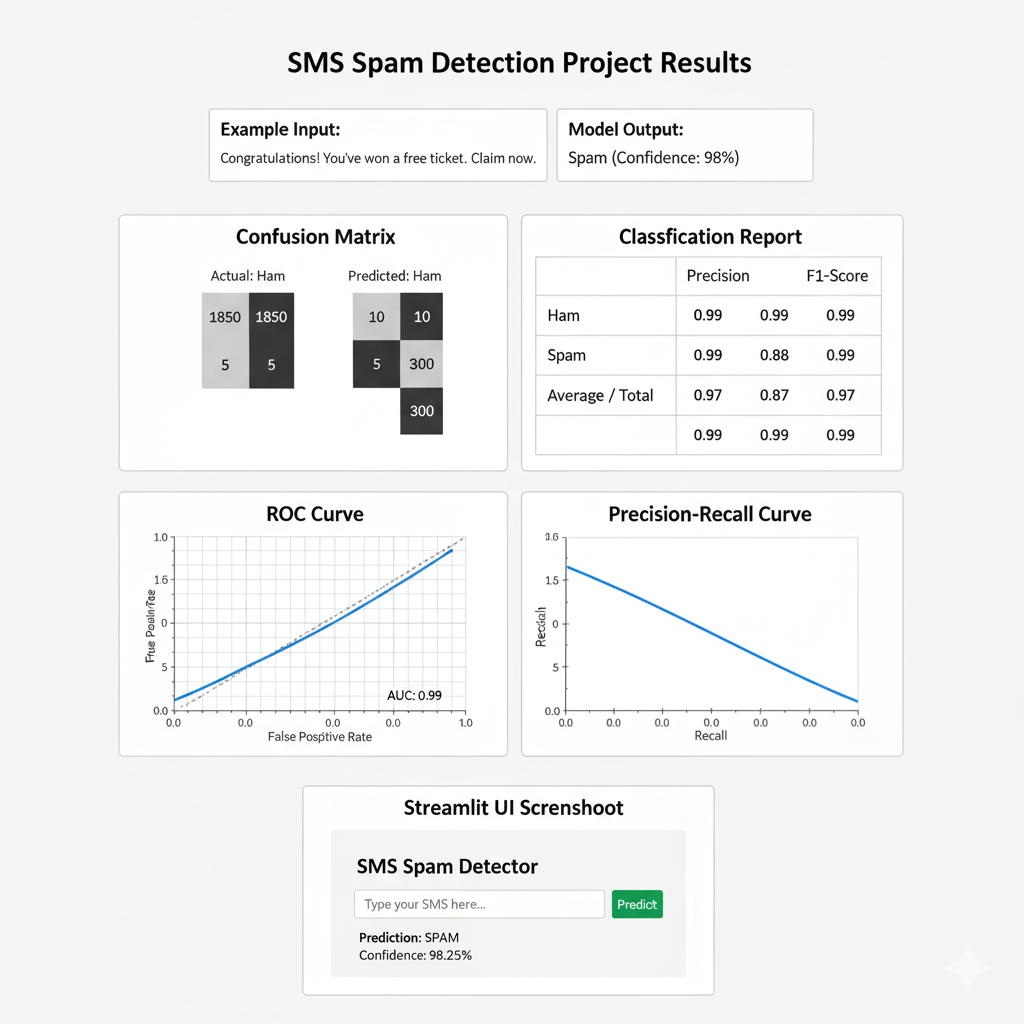 SMS Spam Detection Project Results
Example Input:
Congratulations! You've won a free ticket. Claim now.
Model Output:
Spam (Confidence: 98%)
Confusion Matrix
Actual: Ham
Predicted: Ham
1850 1850
5 5
10 10
5 300
300
Classfication Report
Precision F1-Score
Ham 0.99 0.99 0.99
Spam 0.99 0.88 0.99
Average / Total 0.97 0.87 0.97
0.99 0.99 0.99
ROC Curve
1.0
1.6
0
5
0.0
AUC: 0.99
0.0 0.0 0.0 0.0 1.0
False Rate
Precision-Recall Curve
1.5
0
5
0.0
0.0 0.0 0.0 0.0 0.0 0.0 0.0
Recall
Streamlit UI Screnshoot
SMS Spam Detector
Type your SMS here...
Predict
Prediction: SPAM
Confidence: 98.25%